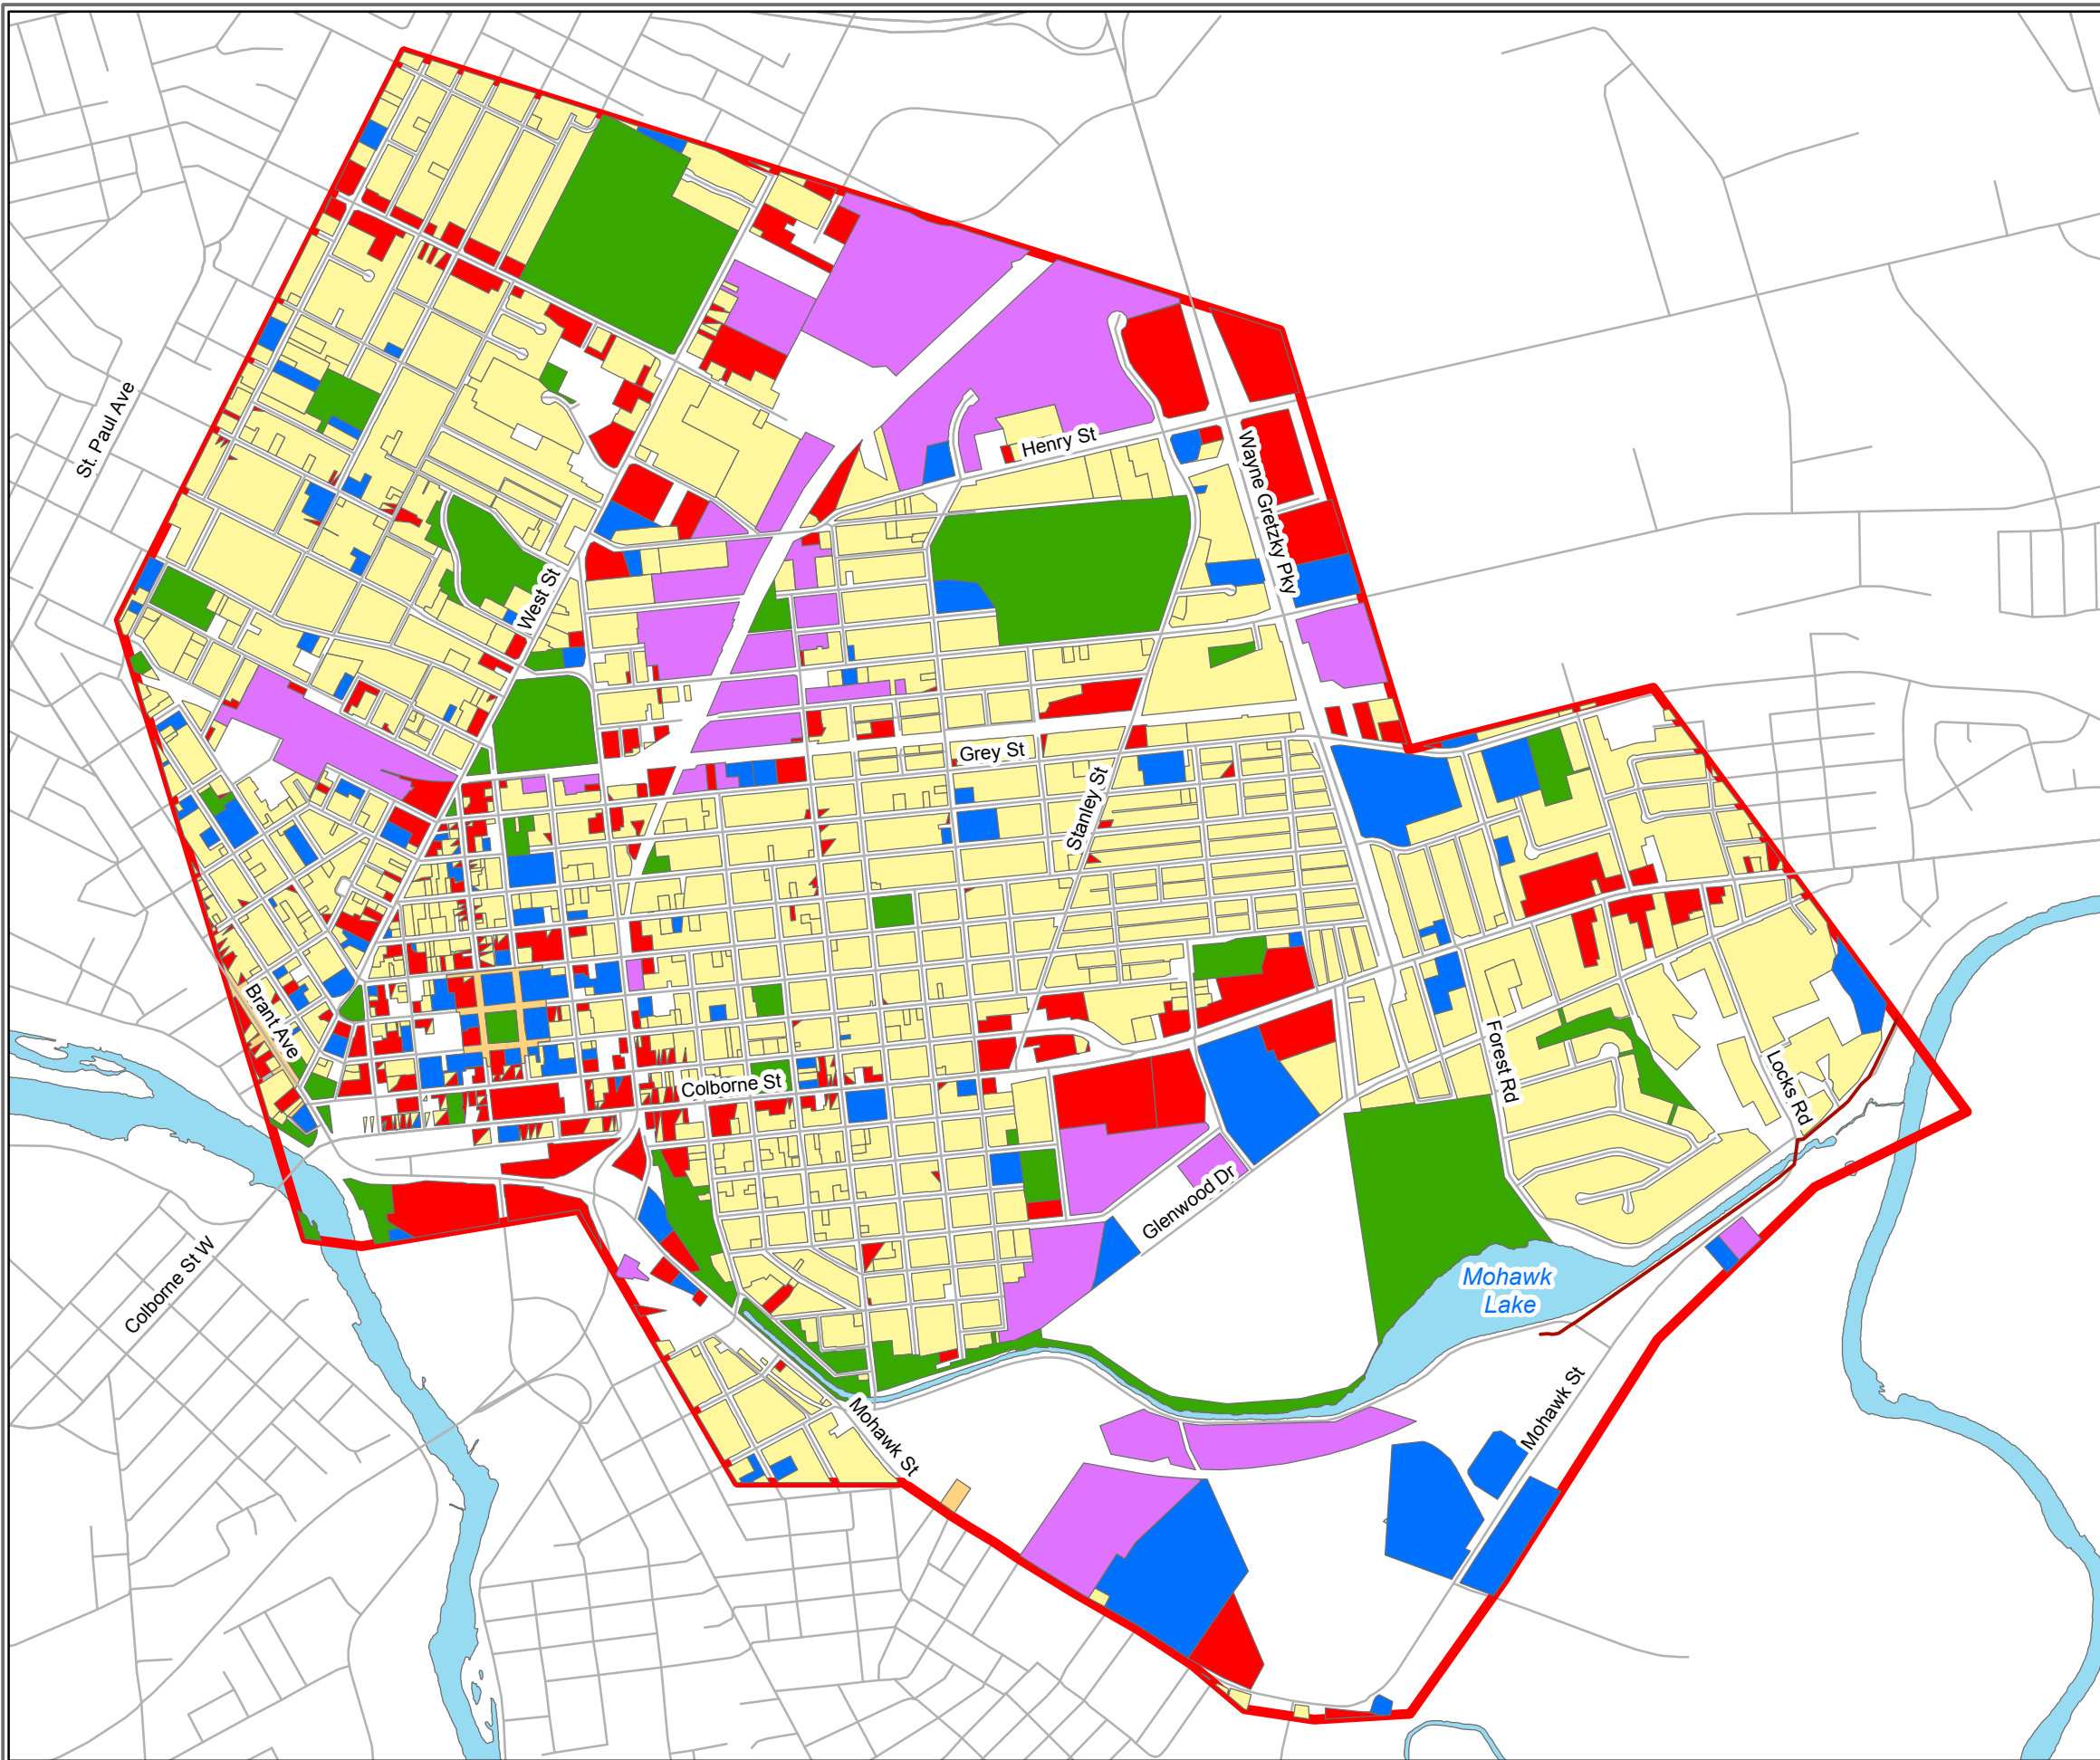 St. Paul Ave
Henry St
Wayne Gretzky Pky
West St
Grey St
Stanley St
Brant Ave
Colborne St
Forest Rd
Locks Rd
Glenwood Dr
Colborne St W
Mohawk
Lake
Mohawk St
Mohawk St